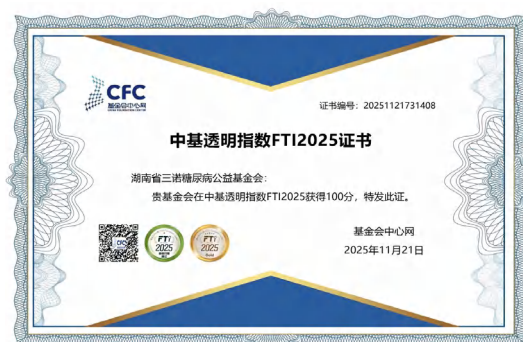 CFC
基金会中心网
证书编号：20251121731408
中基透明指数FTI2025证书
湖南省三诺糖尿病公益基金会：
贵基金会在中基透明指数FTI2025获得100分，特发此证。
CFC
FTI
2025
FTI
2025
基金会中心网
2025年11月21日